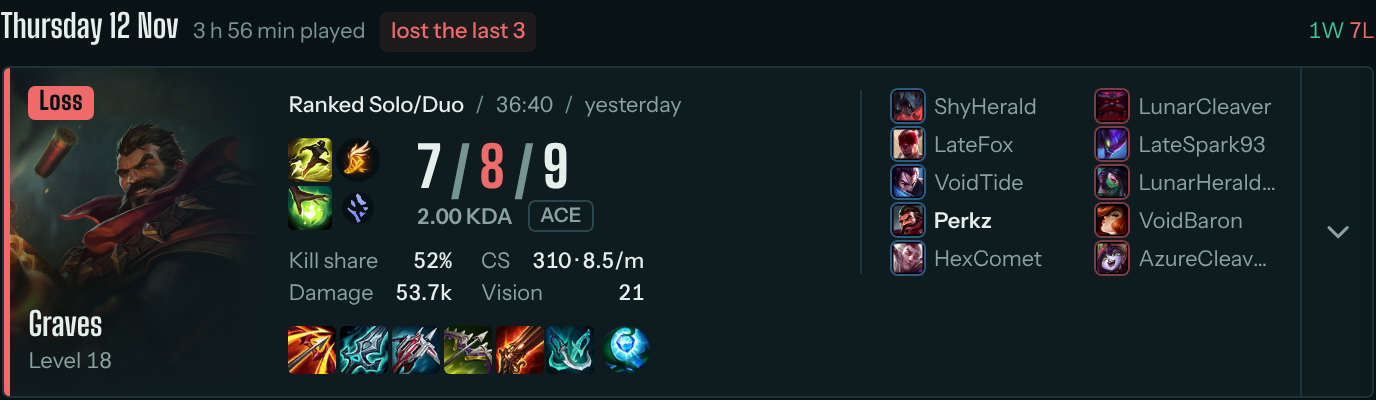 Thursday 12 Nov 3 h 56 min played lost the last 3 1W 7L
Loss
Ranked Solo/Duo / 36:40 / yesterday
7 / 8 / 9
2.00 KDA ACE
Kill share 52% CS 310·8.5/m
Damage 53.7k Vision 21
Graves
Level 18
ShyHerald
LateFox
VoidTide
Perkz
HexComet
LunarCleaver
LateSpark93
LunarHerald...
VoidBaron
AzureCleav...